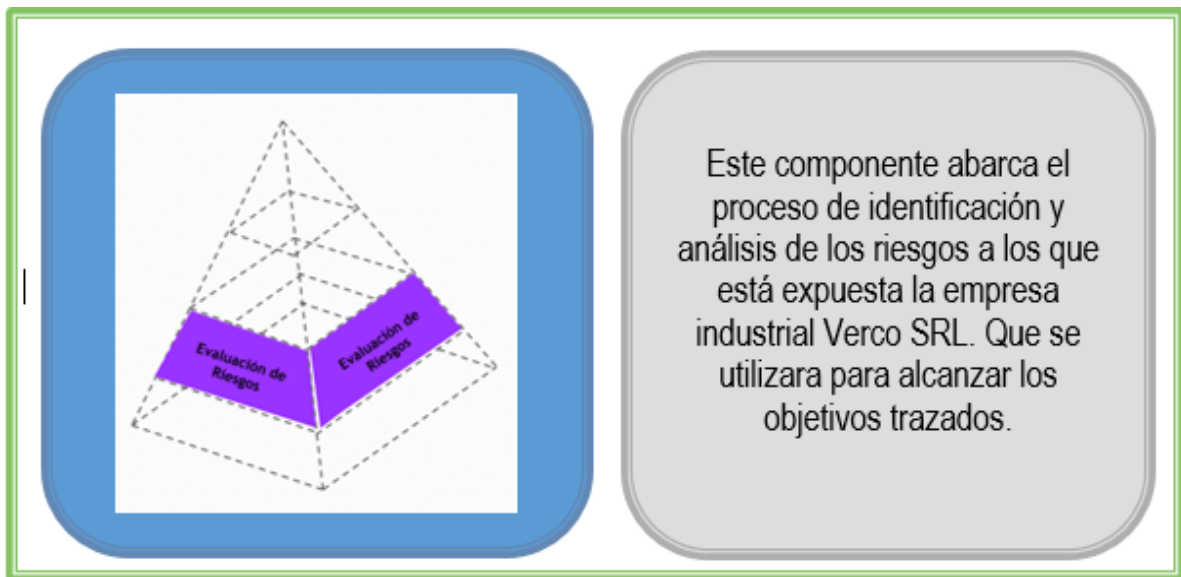 Evaluación de
Riesgos
Evaluación de
Riesgos
Este componente abarca el
proceso de identificación y
análisis de los riesgos a los que
está expuesta la empresa
industrial Verco SRL. Que se
utilizara para alcanzar los
objetivos trazados.